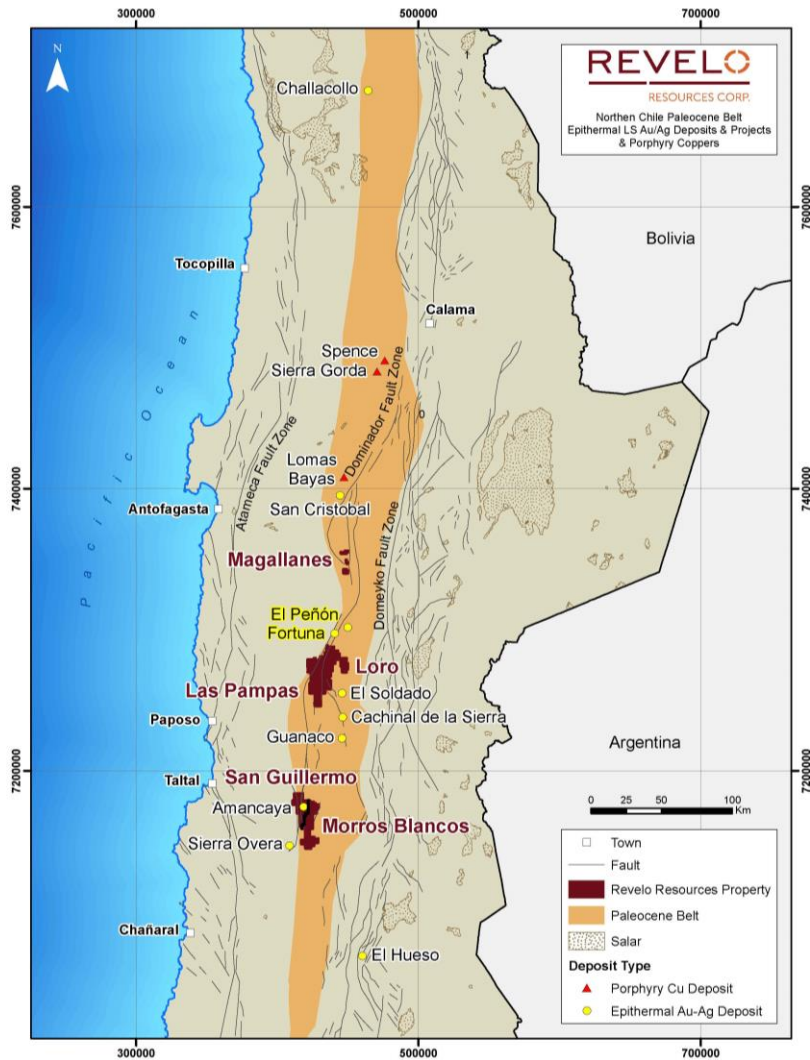 300000
500000
700000
N
REVELO
RESOURCES CORP.
Northen Chile Paleocene Belt
Epithermal LS Au/Ag Deposits & Projects
& Porphyry Coppers
Challacollo
7600000
7600000
Bolivia
Tocopilla
Calama
Spence
Sierra Gorda
Dominador Fault Zone
Atameca Fault Zone
Pacific Ocean
Lomas
Bayas
7400000
7400000
San Cristobal
Antofagasta
Magallanes
Domeyko Fault Zone
El Peñón
Fortuna
Loro
Las Pampas
El Soldado
Paposo
Cachinal de la Sierra
Guanaco
Argentina
7200000
7200000
San Guillermo
Taltal
Amancaya
Morros Blancos
Sierra Overa
0 25 50 100
Km
Town
Fault
Revelo Resources Property
Paleocene Belt
Salar
Deposit Type
Porphyry Cu Deposit
Epithermal Au-Ag Deposit
Chañaral
El Hueso
300000
500000
700000